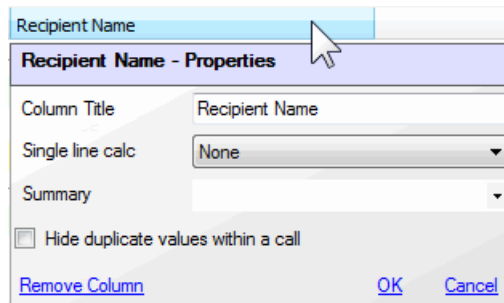 Recipient Name
Recipient Name - Properties
Column Title Recipient Name
Single line calc None
Summary
Hide duplicate values within a call
Remove Column OK Cancel